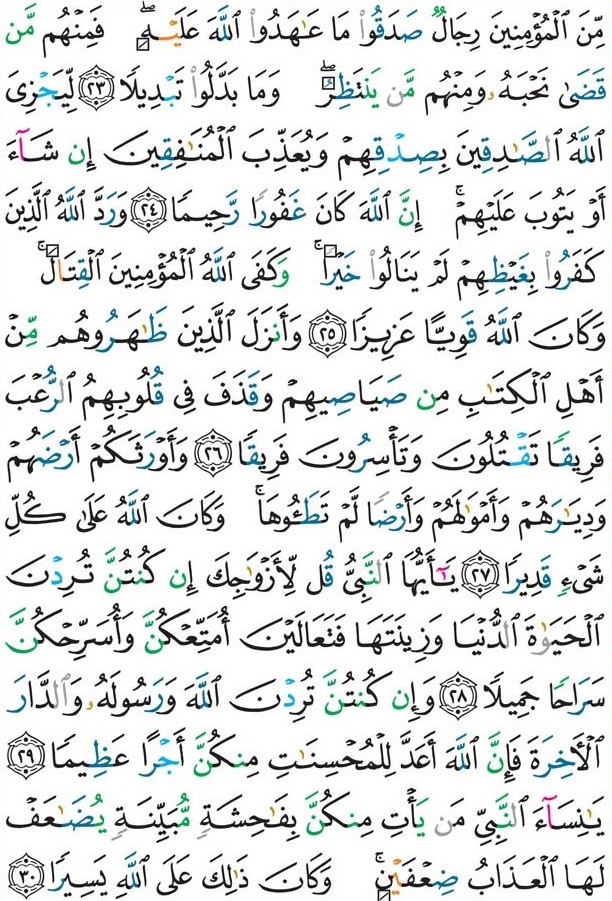 مِّنَ ٱلْمُؤْمِنِينَ رِجَالٌ صَدَقُوا۟ مَا عَـٰهَدُوا۟ ٱللَّهَ عَلَيْهِ ۖ فَمِنْهُم مَّن
قَضَىٰ نَحْبَهُۥ وَمِنْهُم مَّن يَنتَظِرُ ۖ وَمَا بَدَّلُوا۟ تَبْدِيلًا ٢٣ لِّيَجْزِىَ
ٱللَّهُ ٱلصَّـٰدِقِينَ بِصِدْقِهِمْ وَيُعَذِّبَ ٱلْمُنَـٰفِقِينَ إِن شَآءَ
أَوْ يَتُوبَ عَلَيْهِمْ ۚ إِنَّ ٱللَّهَ كَانَ غَفُورًا رَّحِيمًا ٢٤ وَرَدَّ ٱللَّهُ ٱلَّذِينَ
كَفَرُوا۟ بِغَيْظِهِمْ لَمْ يَنَالُوا۟ خَيْرًا ۚ وَكَفَى ٱللَّهُ ٱلْمُؤْمِنِينَ ٱلْقِتَالَ ۚ
وَكَانَ ٱللَّهُ قَوِيًّا عَزِيزًا ٢٥ وَأَنزَلَ ٱلَّذِينَ ظَـٰهَرُوهُم مِّنْ
أَهْلِ ٱلْكِتَـٰبِ مِن صَيَاصِيهِمْ وَقَذَفَ فِى قُلُوبِهِمُ ٱلرُّعْبَ
فَرِيقًا تَقْتُلُونَ وَتَأْسِرُونَ فَرِيقًا ٢٦ وَأَوْرَثَكُمْ أَرْضَهُمْ
وَدِيَـٰرَهُمْ وَأَمْوَٰلَهُمْ وَأَرْضًا لَّمْ تَطَـُٔوهَا ۚ وَكَانَ ٱللَّهُ عَلَىٰ كُلِّ
شَىْءٍ قَدِيرًا ٢٧ يَـٰٓأَيُّهَا ٱلنَّبِىُّ قُل لِّأَزْوَٰجِكَ إِن كُنتُنَّ تُرِدْنَ
ٱلْحَيَوٰةَ ٱلدُّنْيَا وَزِينَتَهَا فَتَعَالَيْنَ أُمَتِّعْكُنَّ وَأُسَرِّحْكُنَّ
سَرَاحًا جَمِيلًا ٢٨ وَإِن كُنتُنَّ تُرِدْنَ ٱللَّهَ وَرَسُولَهُۥ وَٱلدَّارَ
ٱلْـَٔاخِرَةَ فَإِنَّ ٱللَّهَ أَعَدَّ لِلْمُحْسِنَـٰتِ مِنكُنَّ أَجْرًا عَظِيمًا ٢٩
يَـٰنِسَآءَ ٱلنَّبِىِّ مَن يَأْتِ مِنكُنَّ بِفَـٰحِشَةٍ مُّبَيِّنَةٍ يُضَـٰعَفْ
لَهَا ٱلْعَذَابُ ضِعْفَيْنِ ۚ وَكَانَ ذَٰلِكَ عَلَى ٱللَّهِ يَسِيرًا ٣٠